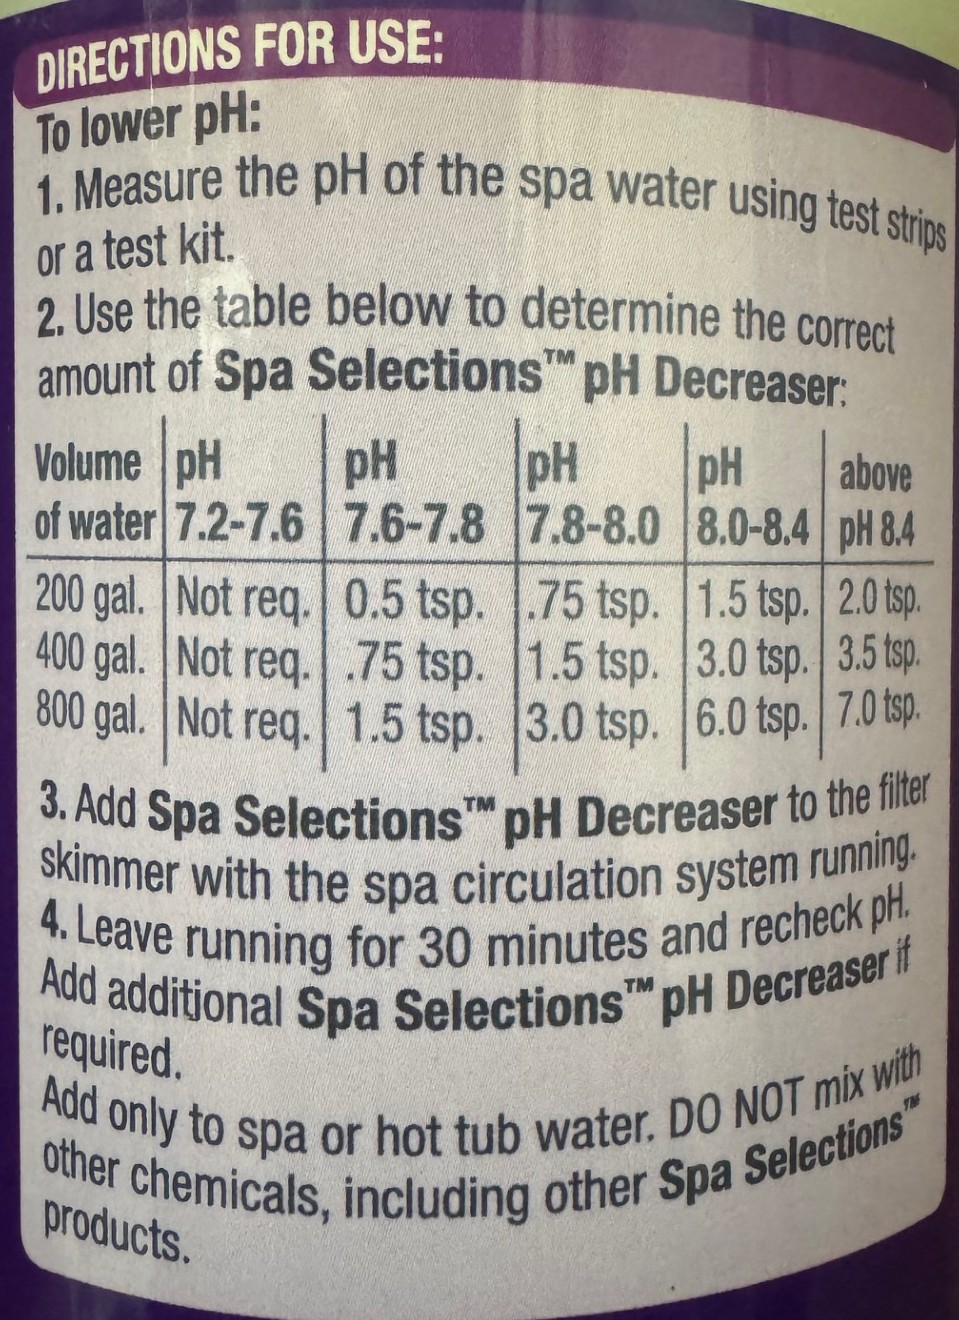 DIRECTIONS FOR USE:
To lower pH:
1. Measure the pH of the spa water using test strips
or a test kit.
2. Use the table below to determine the correct
amount of Spa Selections™ pH Decreaser:
Volume of water | pH 7.2-7.6 | pH 7.6-7.8 | pH 7.8-8.0 | pH 8.0-8.4 | above pH 8.4
200 gal. | Not req. | 0.5 tsp. | .75 tsp. | 1.5 tsp. | 2.0 tsp.
400 gal. | Not req. | .75 tsp. | 1.5 tsp. | 3.0 tsp. | 3.5 tsp.
800 gal. | Not req. | 1.5 tsp. | 3.0 tsp. | 6.0 tsp. | 7.0 tsp.
3. Add Spa Selections™ pH Decreaser to the filter
skimmer with the spa circulation system running.
4. Leave running for 30 minutes and recheck pH.
Add additional Spa Selections™ pH Decreaser if
required.
Add only to spa or hot tub water. DO NOT mix with
other chemicals, including other Spa Selections™
products.